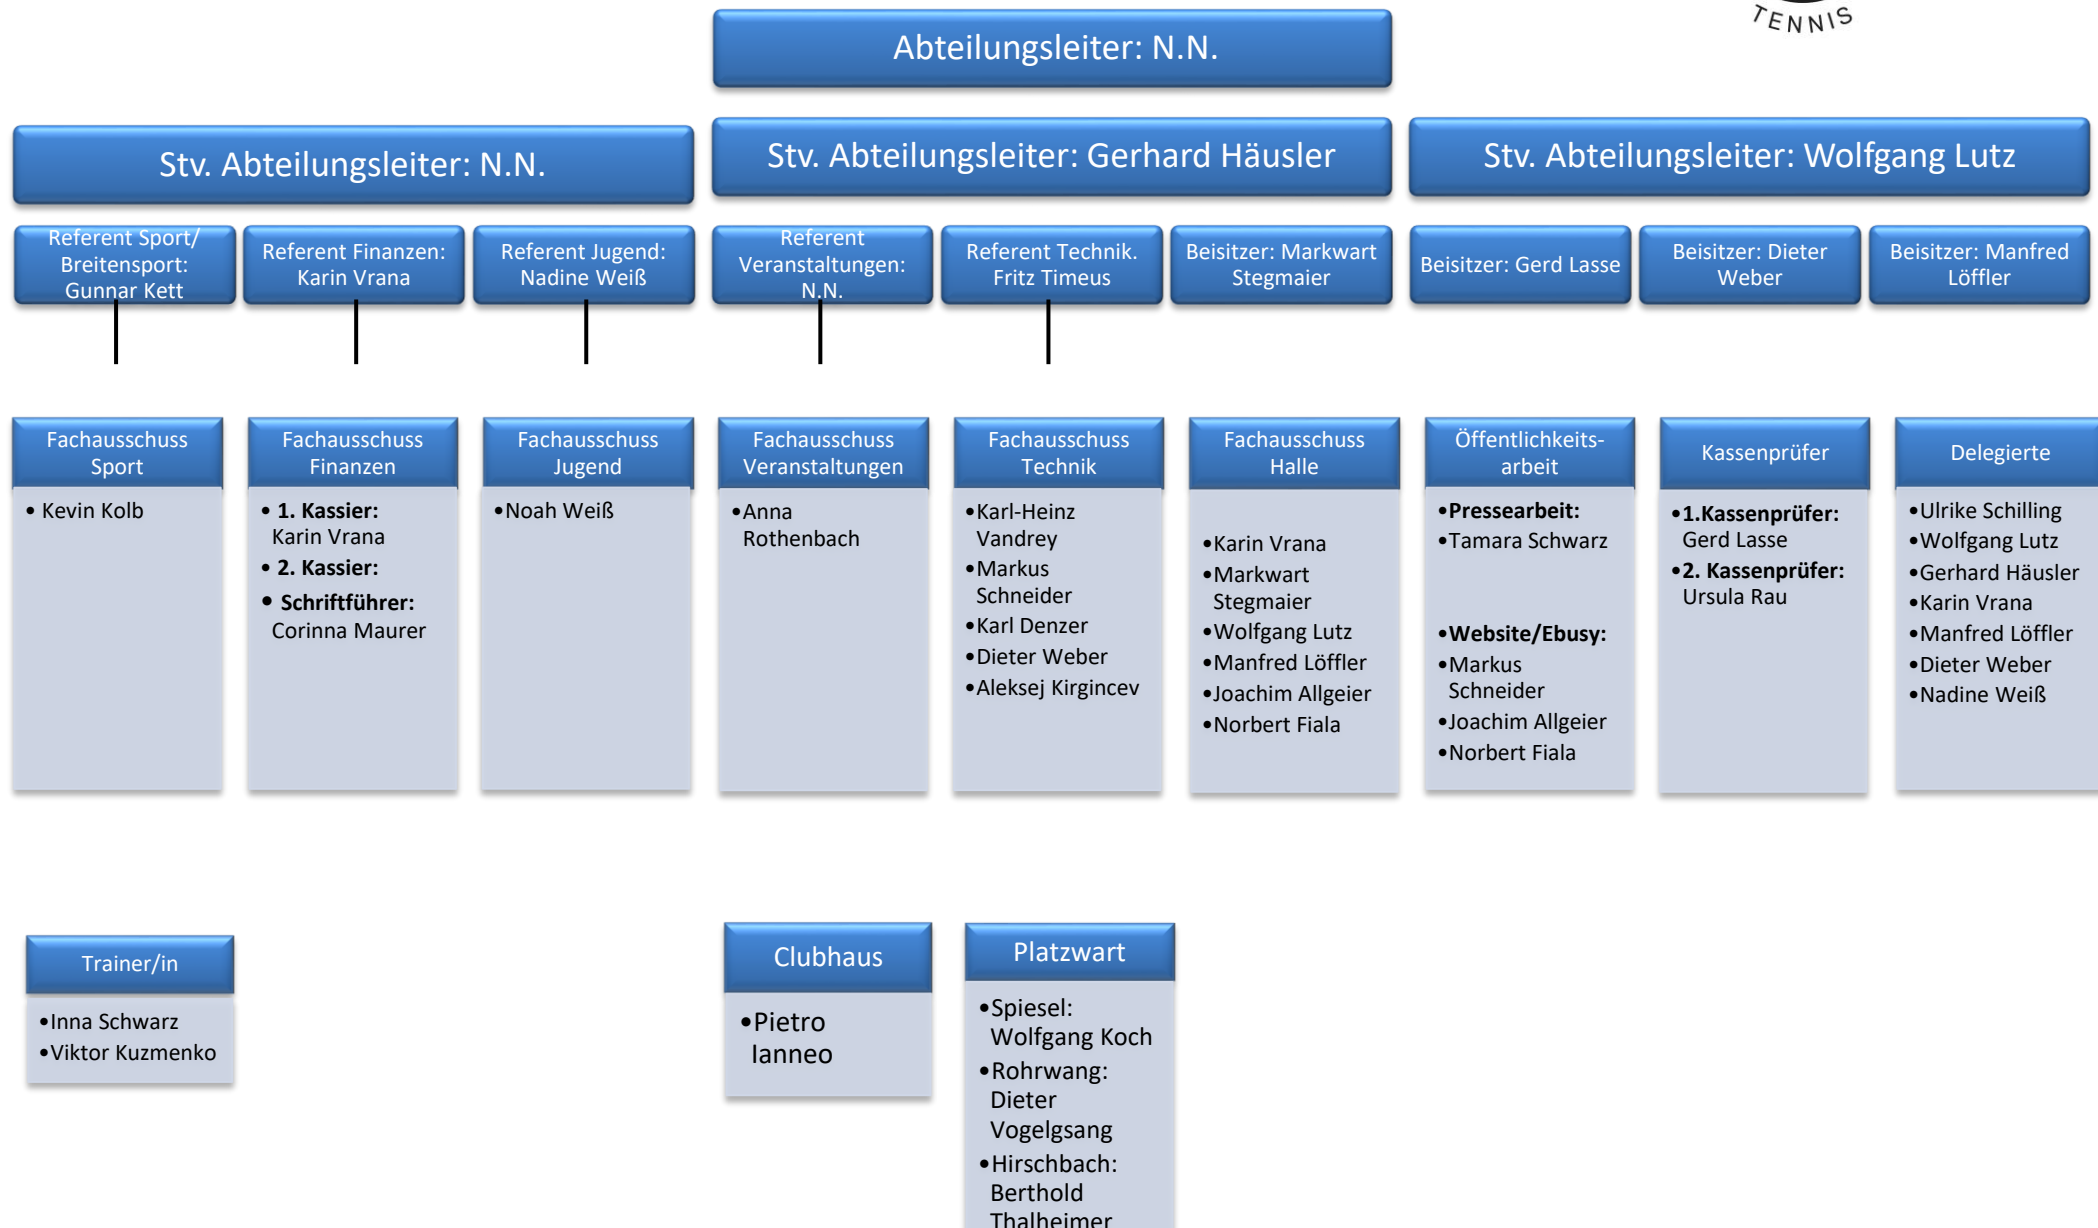 TENNIS
Abteilungsleiter: N.N.
Stv. Abteilungsleiter: N.N.
Stv. Abteilungsleiter: Gerhard Häusler
Stv. Abteilungsleiter: Wolfgang Lutz
Referent Sport/
Breitensport:
Gunnar Kett
Referent Finanzen:
Karin Vrana
Referent Jugend:
Nadine Weiß
Referent
Veranstaltungen:
N.N.
Referent Technik.
Fritz Timeus
Beisitzer: Markwart
Stegmaier
Beisitzer: Gerd Lasse
Beisitzer: Dieter
Weber
Beisitzer: Manfred
Löffler
Fachausschuss
Sport
• Kevin Kolb
Fachausschuss
Finanzen
• 1. Kassier:
Karin Vrana
• 2. Kassier:
• Schriftführer:
Corinna Maurer
Fachausschuss
Jugend
•Noah Weiß
Fachausschuss
Veranstaltungen
•Anna
Rothenbach
Fachausschuss
Technik
•Karl-Heinz
Vandrey
•Markus
Schneider
•Karl Denzer
•Dieter Weber
•Aleksej Kirgincev
Fachausschuss
Halle
•Karin Vrana
•Markwart
Stegmaier
•Wolfgang Lutz
•Manfred Löffler
•Joachim Allgeier
•Norbert Fiala
Öffentlichkeits-
arbeit
•Pressearbeit:
•Tamara Schwarz
•Website/Ebusy:
•Markus
Schneider
•Joachim Allgeier
•Norbert Fiala
Kassenprüfer
•1.Kassenprüfer:
Gerd Lasse
•2. Kassenprüfer:
Ursula Rau
Delegierte
•Ulrike Schilling
•Wolfgang Lutz
•Gerhard Häusler
•Karin Vrana
•Manfred Löffler
•Dieter Weber
•Nadine Weiß
Trainer/in
•Inna Schwarz
•Viktor Kuzmenko
Clubhaus
•Pietro
Ianneo
Platzwart
•Spiesel:
Wolfgang Koch
•Rohrwang:
Dieter
Vogelgsang
•Hirschbach:
Berthold
Thalheimer